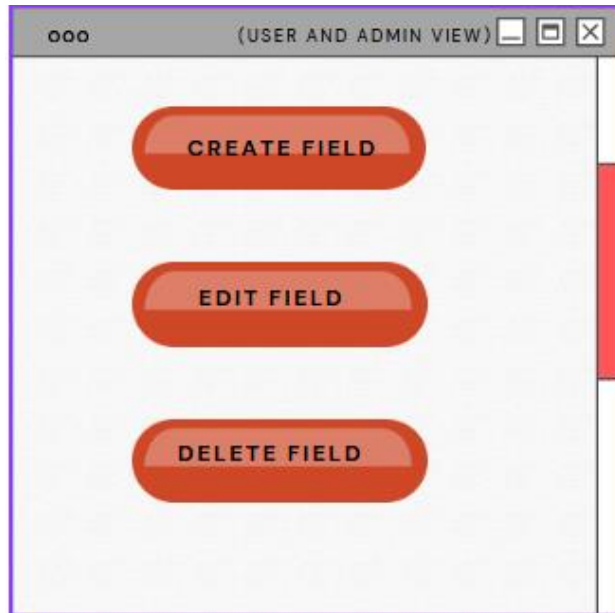 ooo (USER AND ADMIN VIEW)
CREATE FIELD
EDIT FIELD
DELETE FIELD